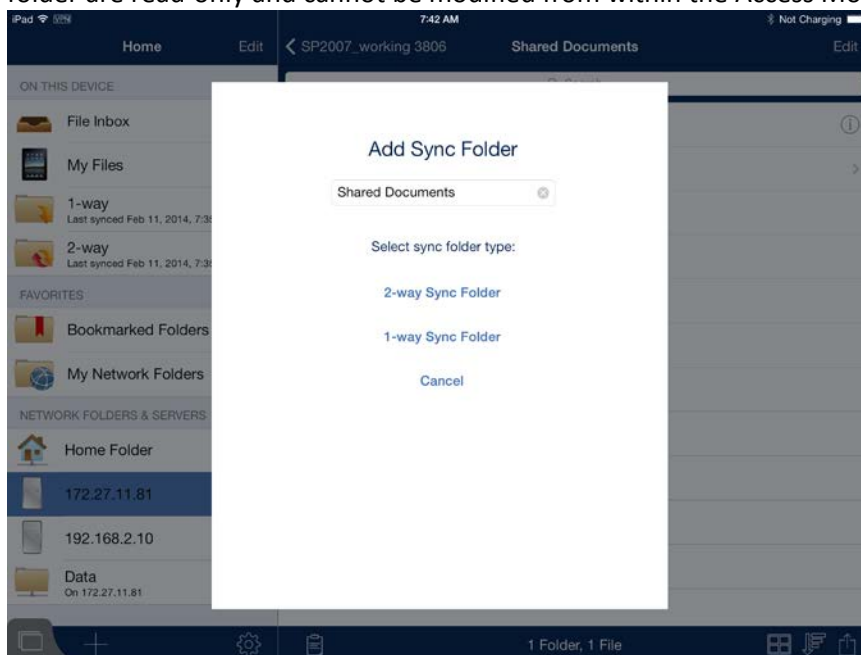 folder are read-only and cannot be modified from within the Access Mo
iPad VPN 7:42 AM Not Charging
Home Edit SP2007_working 3806 Shared Documents Edit
ON THIS DEVICE
File Inbox
My Files
1-way
Last synced Feb 11, 2014, 7:3
2-way
Last synced Feb 11, 2014, 7:3
FAVORITES
Bookmarked Folders
My Network Folders
NETWORK FOLDERS & SERVERS
Home Folder
172.27.11.81
192.168.2.10
Data
On 172.27.11.81
Add Sync Folder
Shared Documents
Select sync folder type:
2-way Sync Folder
1-way Sync Folder
Cancel
1 Folder, 1 File